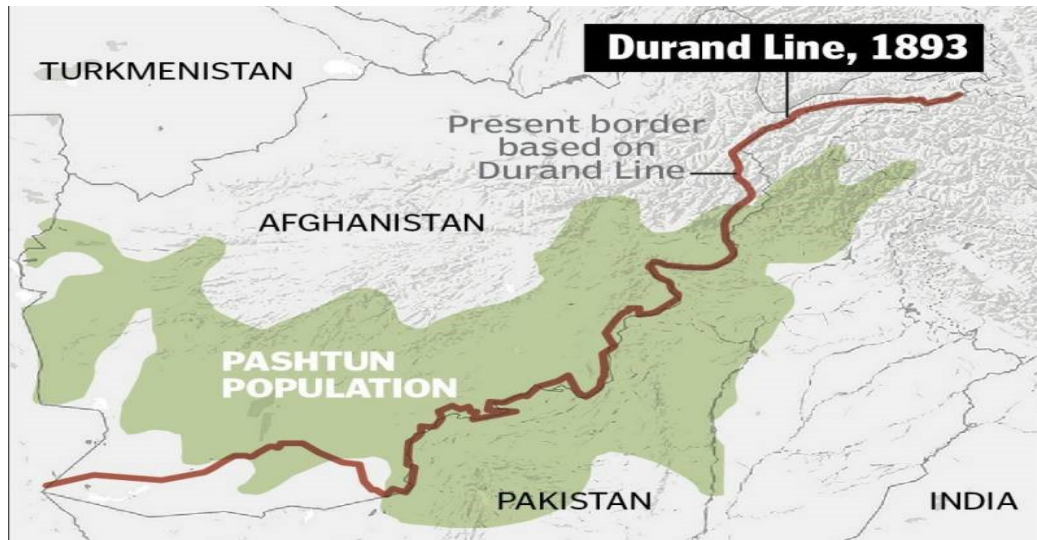 Durand Line, 1893
TURKMENISTAN
Present border
based on
Durand Line
AFGHANISTAN
PASHTUN
POPULATION
PAKISTAN
INDIA